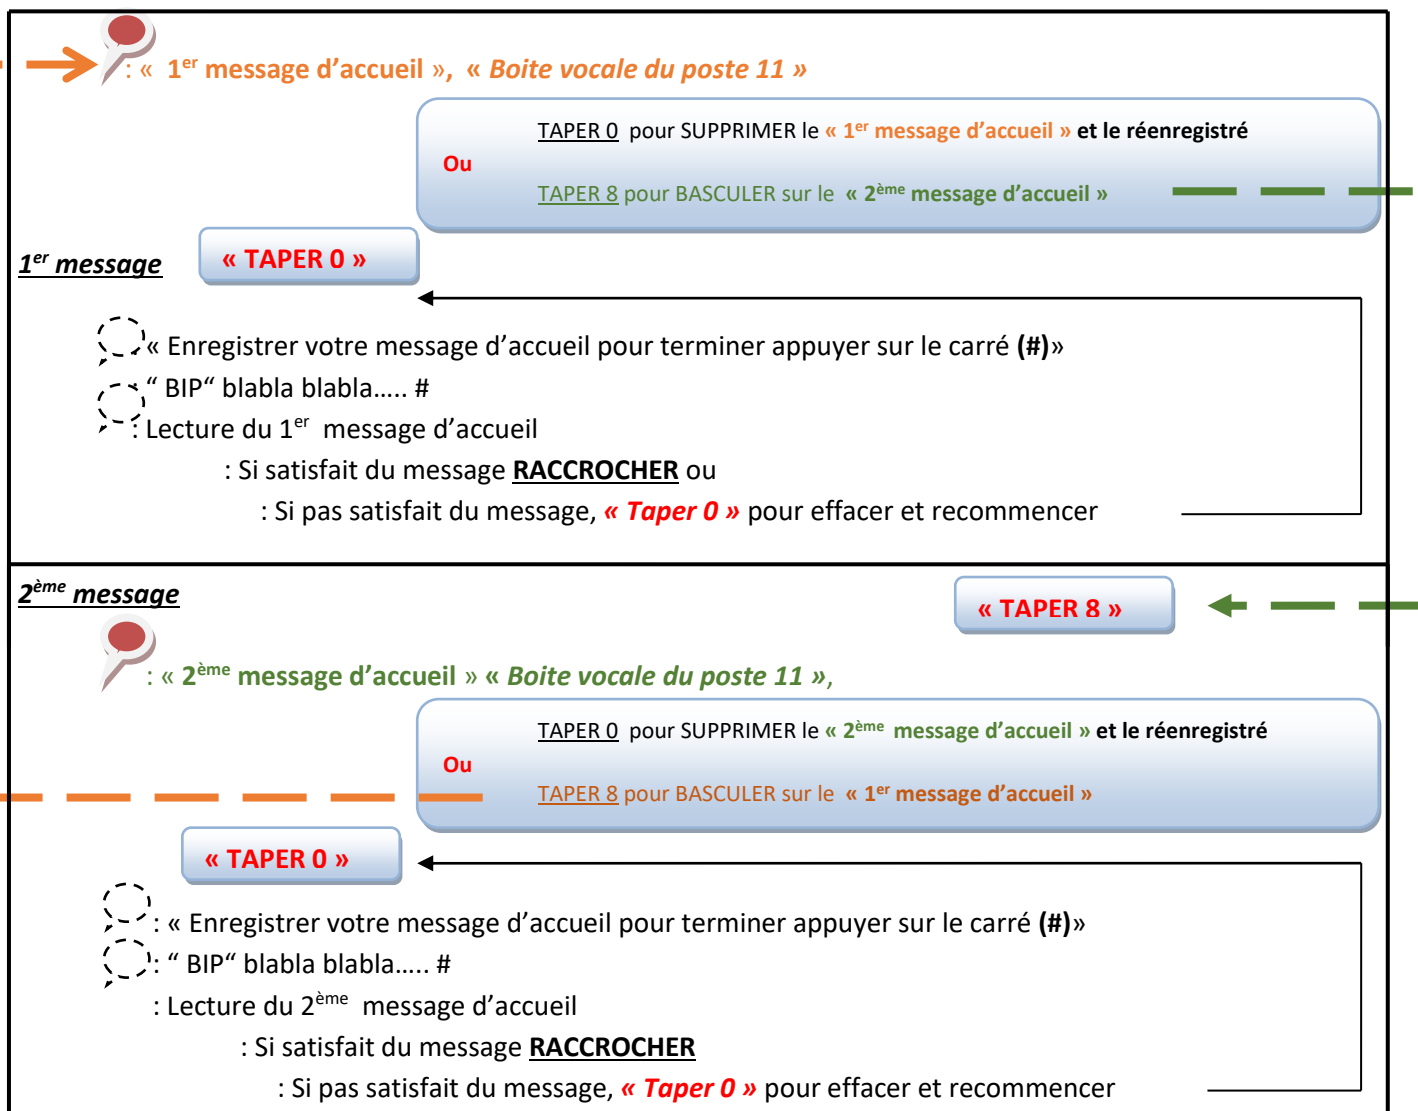 : « 1er message d’accueil », « Boite vocale du poste 11 »
TAPER 0 pour SUPPRIMER le « 1er message d’accueil » et le réenregistré
Ou
TAPER 8 pour BASCULER sur le « 2ème message d’accueil »
« TAPER 0 »
1er message
« Enregistrer votre message d’accueil pour terminer appuyer sur le carré (#)»
: “ BIP“ blabla blabla….. #
: Lecture du 1er message d’accueil
: Si satisfait du message RACCROCHER ou
: Si pas satisfait du message, « Taper 0 » pour effacer et recommencer
2ème message
« TAPER 8 »
: « 2ème message d’accueil » « Boite vocale du poste 11 »,
TAPER 0 pour SUPPRIMER le « 2ème message d’accueil » et le réenregistré
Ou
TAPER 8 pour BASCULER sur le « 1er message d’accueil »
« TAPER 0 »
: « Enregistrer votre message d’accueil pour terminer appuyer sur le carré (#)»
: “ BIP“ blabla blabla….. #
: Lecture du 2ème message d’accueil
: Si satisfait du message RACCROCHER
: Si pas satisfait du message, « Taper 0 » pour effacer et recommencer